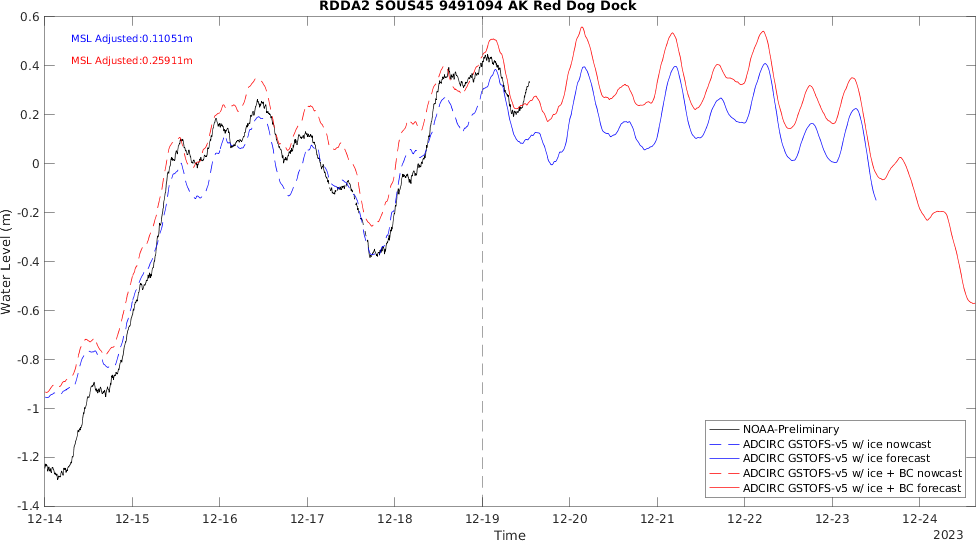 RDDA2 SOUS45 9491094 AK Red Dog Dock
MSL Adjusted:0.11051m
MSL Adjusted:0.25911m
Water Level (m)
0.6
0.4
0.2
0
-0.2
-0.4
-0.6
-0.8
-1
-1.2
-1.4
NOAA-Preliminary
ADCIRC GSTOFS-v5 w/ ice nowcast
ADCIRC GSTOFS-v5 w/ ice forecast
ADCIRC GSTOFS-v5 w/ ice + BC nowcast
ADCIRC GSTOFS-v5 w/ ice + BC forecast
12-14 12-15 12-16 12-17 12-18 12-19 12-20 12-21 12-22 12-23 12-24
Time
2023